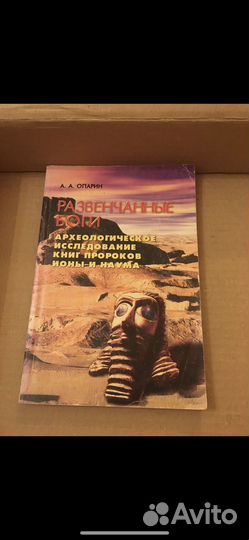 А. А. ОПАРИН
РАЗВЕНЧАННЫЕ
БОГИ
АРХЕОЛОГИЧЕСКОЕ
ИССЛЕДОВАНИЕ
КНИГ ПРОРОКОВ
ИОНЫ И НАУМА
Avito